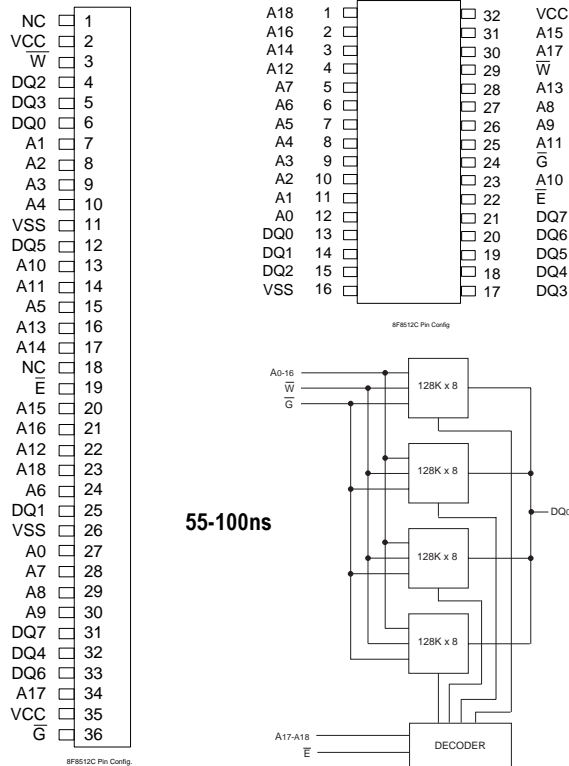 NC 1
VCC 2
W 3
DQ2 4
DQ3 5
DQ0 6
A1 7
A2 8
A3 9
A4 10
VSS 11
DQ5 12
A10 13
A11 14
A5 15
A13 16
A14 17
NC 18
E 19
A15 20
A16 21
A12 22
A18 23
A6 24
DQ1 25
VSS 26
A0 27
A7 28
A8 29
A9 30
DQ7 31
DQ4 32
DQ6 33
A17 34
VCC 35
G 36
8F8512C Pin Config.
A18 1 32 VCC
A16 2 31 A15
A14 3 30 A17
A12 4 29 W
A7 5 28 A13
A6 6 27 A8
A5 7 26 A9
A4 8 25 A11
A3 9 24 G
A2 10 23 A10
A1 11 22 E
A0 12 21 DQ7
DQ0 13 20 DQ6
DQ1 14 19 DQ5
DQ2 15 18 DQ4
VSS 16 17 DQ3
8F8512C Pin Config
55-100ns
A0-16
W
G
128K x 8
128K x 8
128K x 8
128K x 8
DQ0
A17-A18
E
DECODER